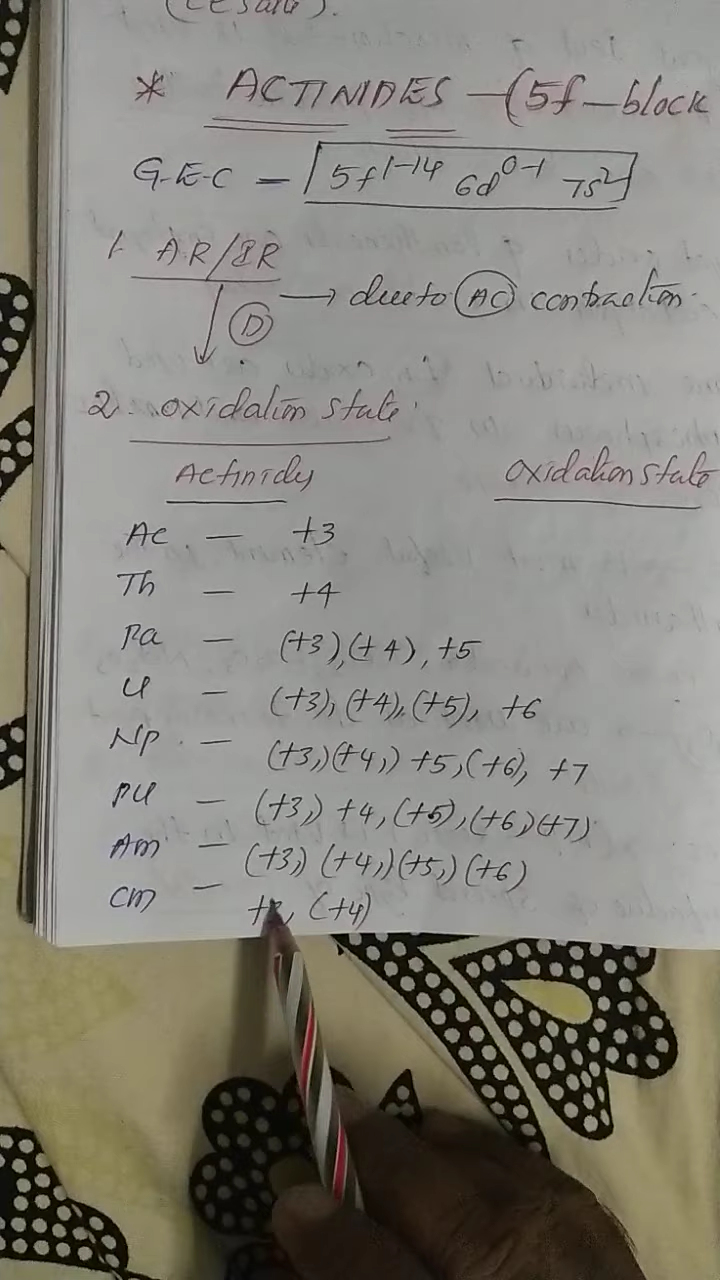 (CeSaO₄).
* ACTINIDES - (5f - block
G.E.C - [5f¹⁻¹⁴ 6d⁰⁻¹ 7s²]
1. A.R/IR
↓ (D) → due to (AC) contraction.
2. oxidation state
Actinides oxidation state
Ac - +3
Th - +4
Pa - (+3), (+4), +5
U - (+3), (+4), (+5), +6
Np - (+3,) (+4,) +5, (+6), +7
Pu - (+3,) +4, (+5), (+6,) (+7)
Am - (+3,) (+4,) (+5,) (+6)
Cm - (+4)